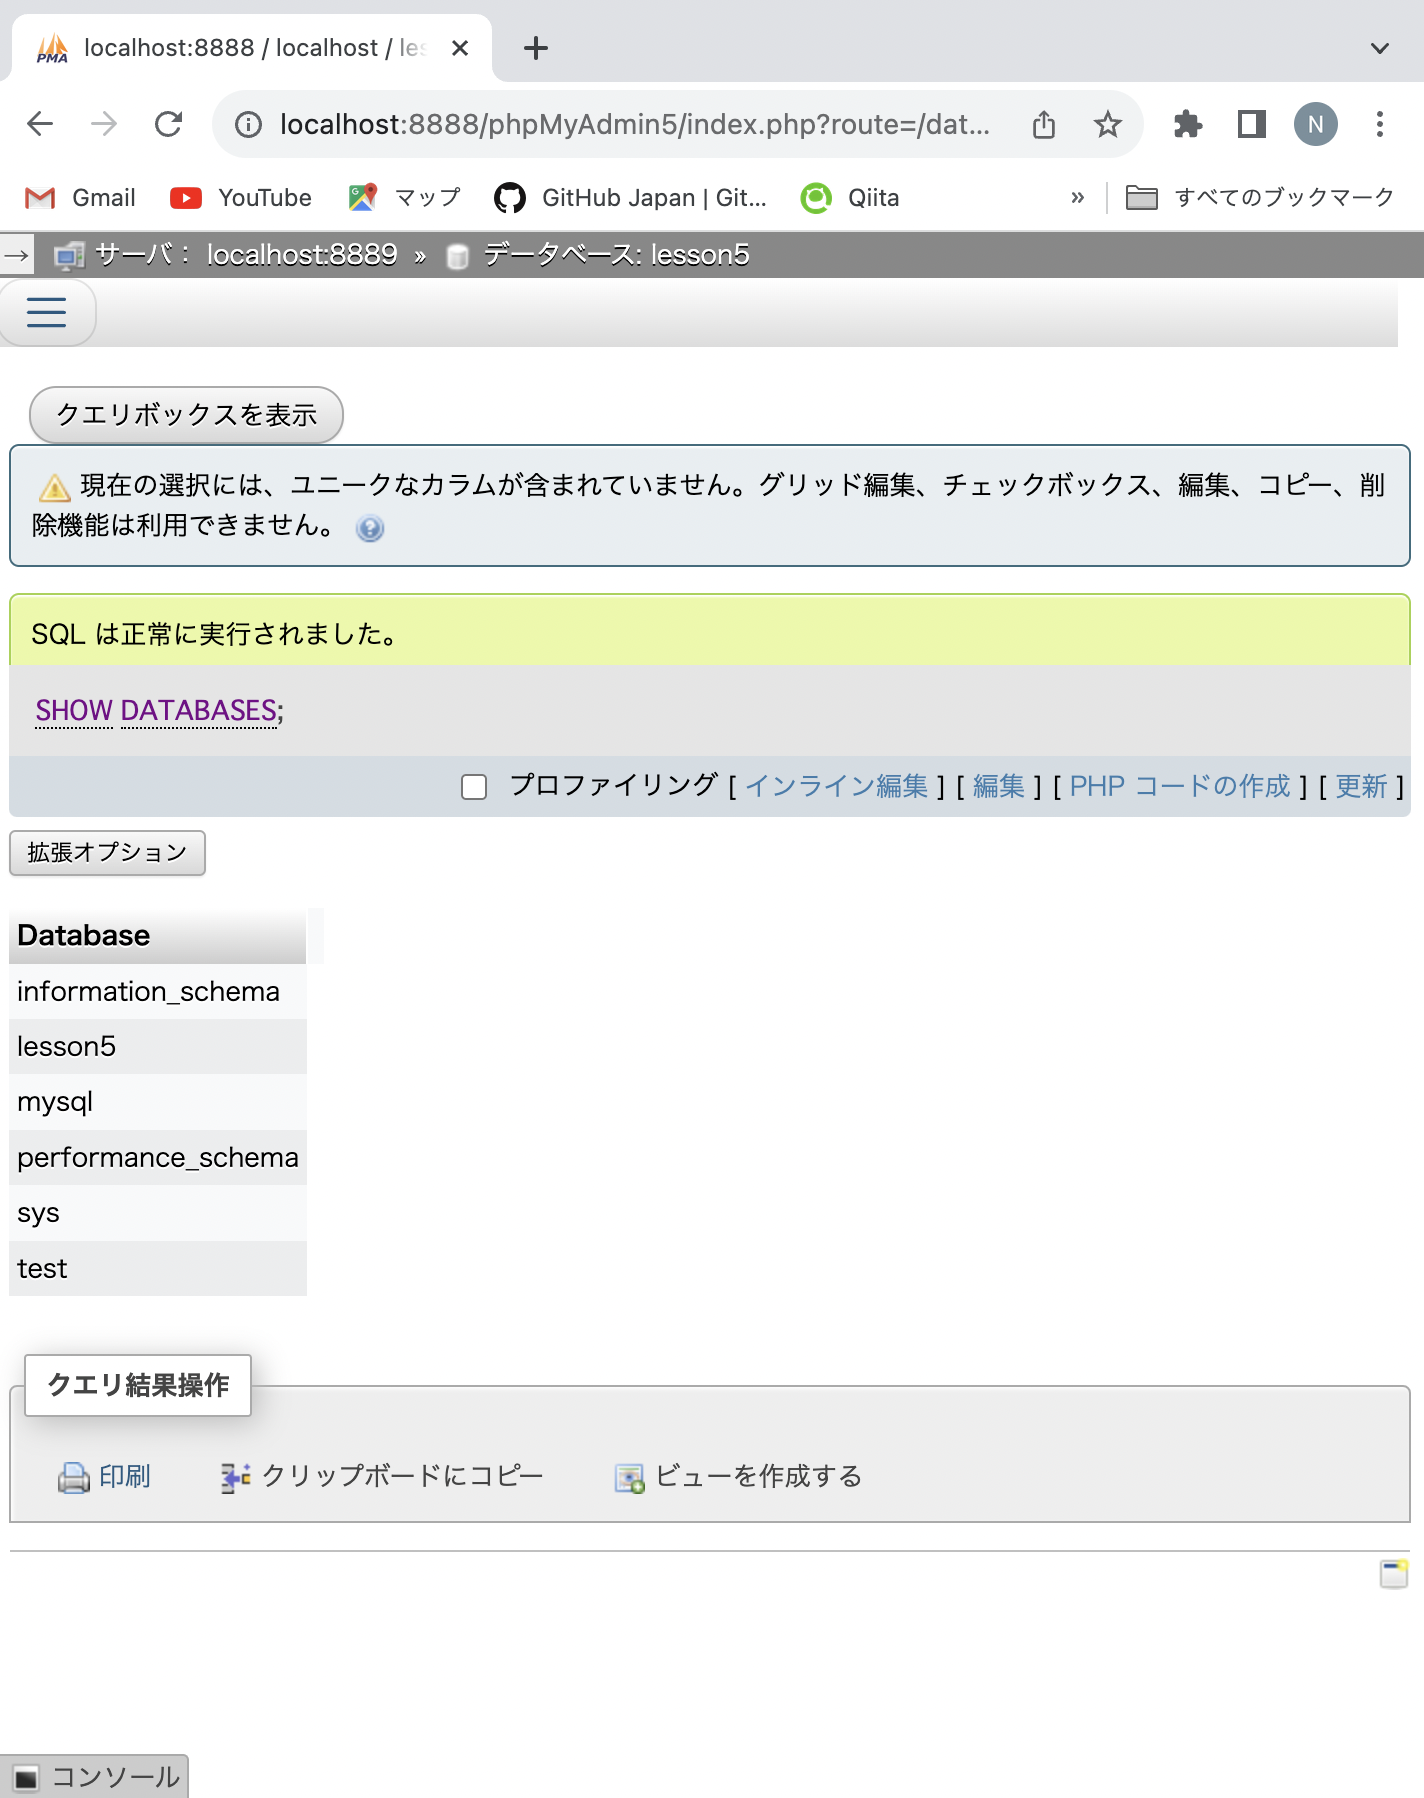 PMA localhost:8888 / localhost / les
localhost:8888/phpMyAdmin5/index.php?route=/dat...
N
Gmail YouTube マップ GitHub Japan | Git... Qiita » すべてのブックマーク
→ サーバ: localhost:8889 » データベース: lesson5
クエリボックスを表示
現在の選択には、ユニークなカラムが含まれていません。グリッド編集、チェックボックス、編集、コピー、削
除機能は利用できません。
SQL は正常に実行されました。
SHOW DATABASES;
プロファイリング [ インライン編集 ] [ 編集 ] [ PHP コードの作成 ] [ 更新 ]
拡張オプション
Database
information_schema
lesson5
mysql
performance_schema
sys
test
クエリ結果操作
印刷 クリップボードにコピー ビューを作成する
コンソール